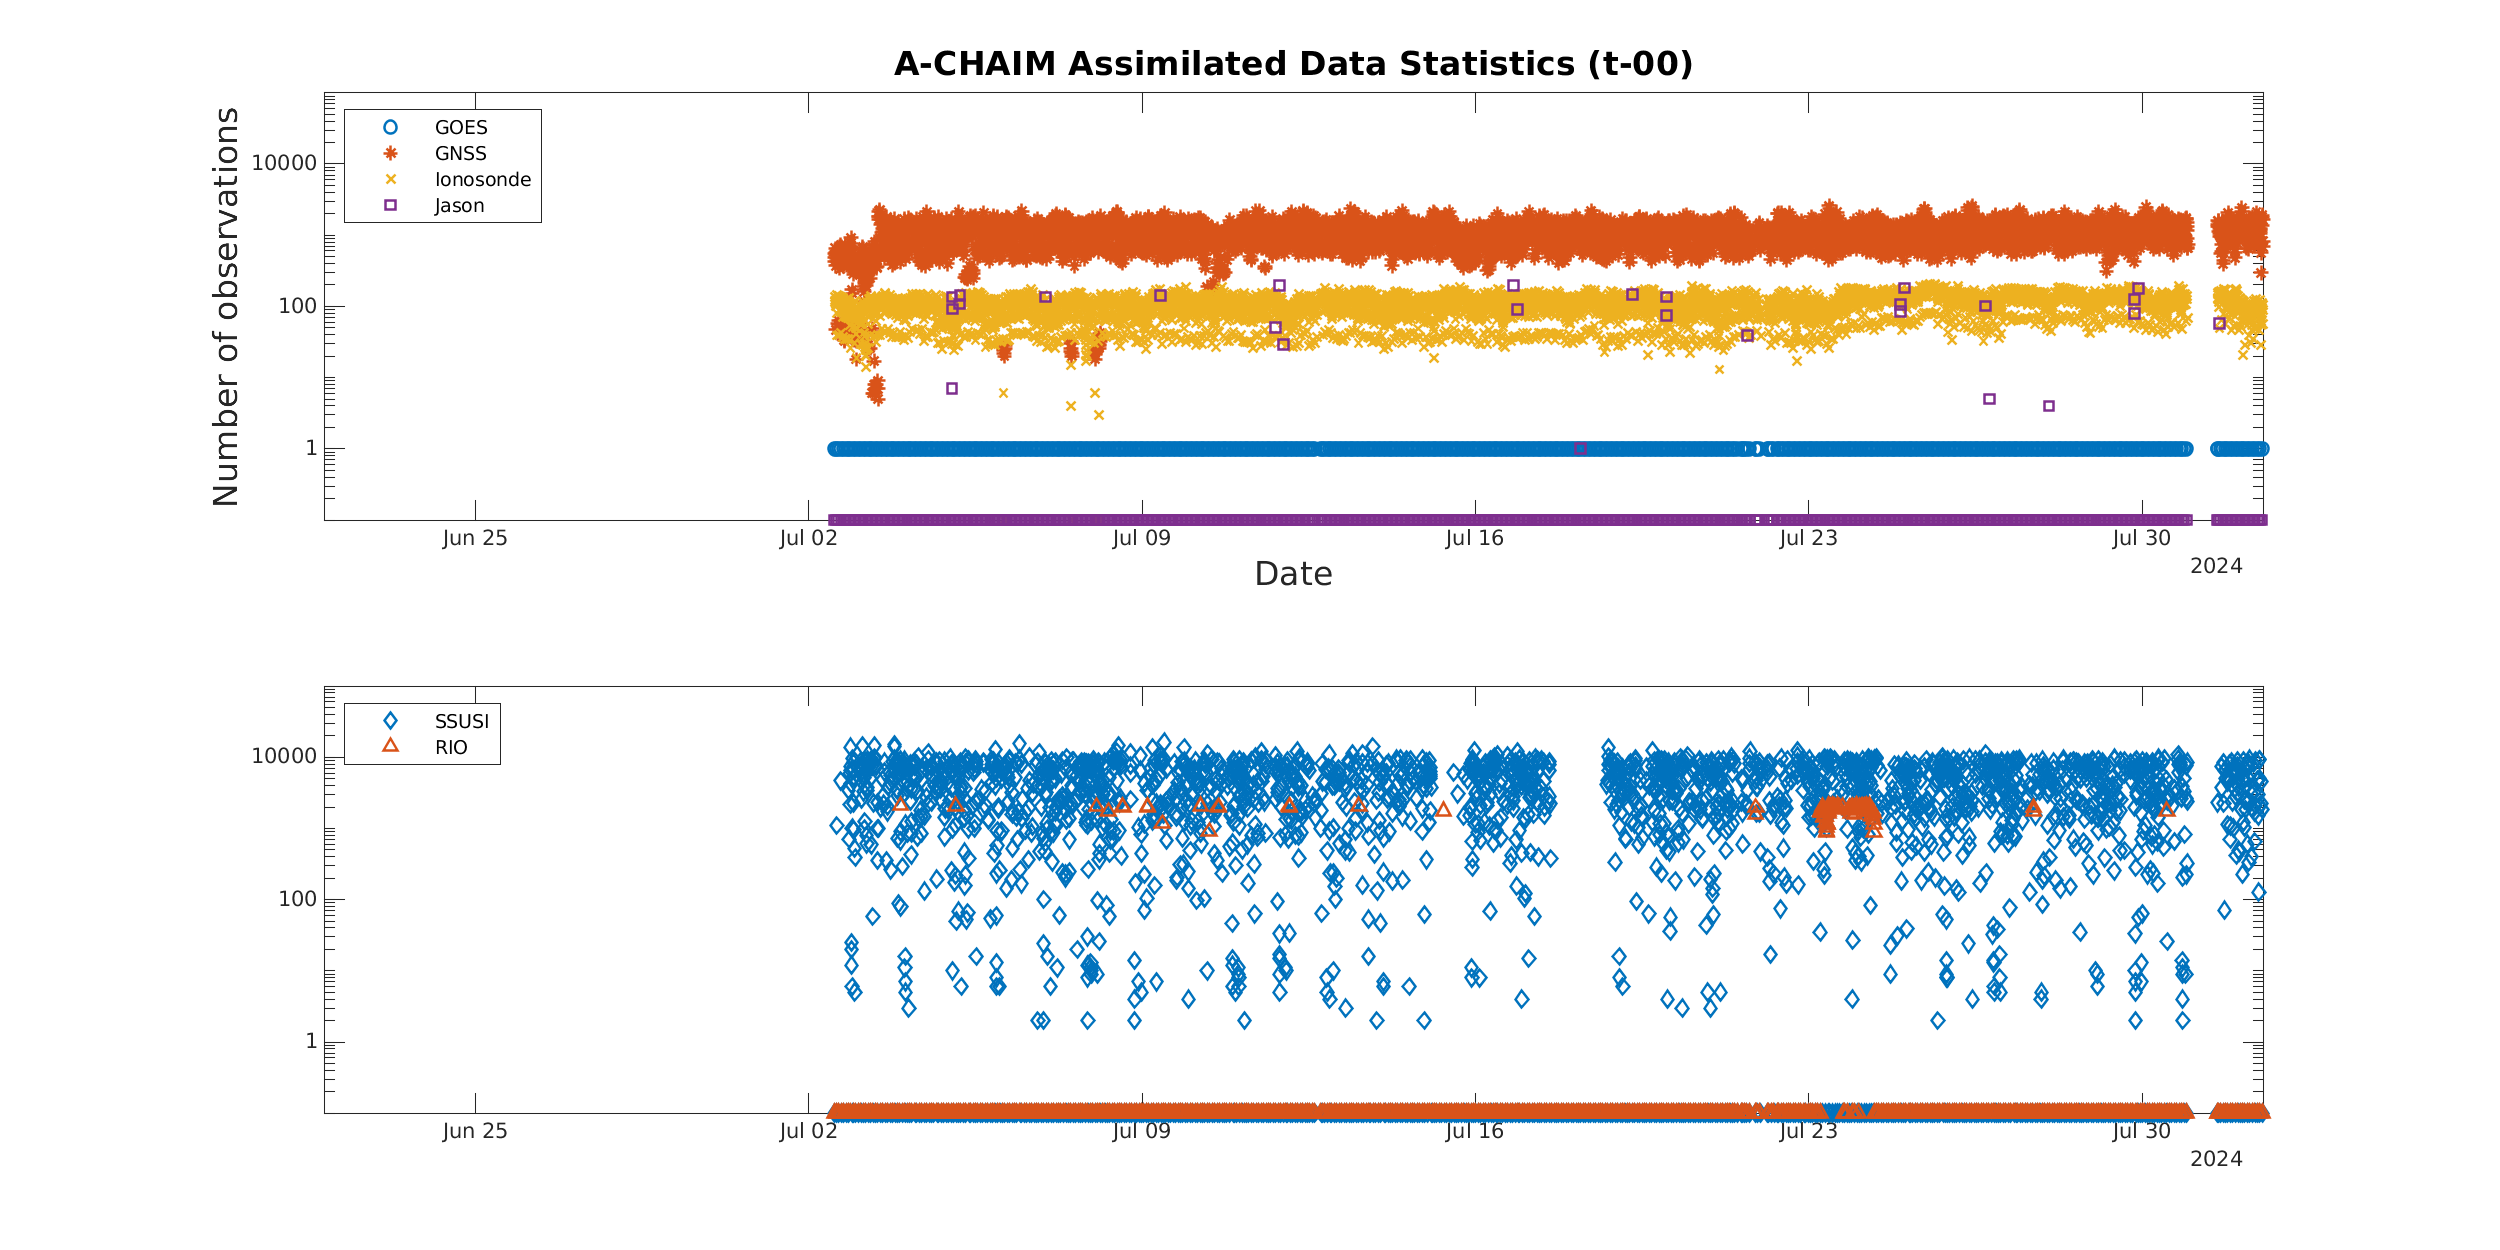 A-CHAIM Assimilated Data Statistics (t-00)
Number of observations
GOES
GNSS
Ionosonde
Jason
10000
100
1
Jun 25 Jul 02 Jul 09 Jul 16 Jul 23 Jul 30
2024
Date
SSUSI
RIO
10000
100
1
Jun 25 Jul 02 Jul 09 Jul 16 Jul 23 Jul 30
2024